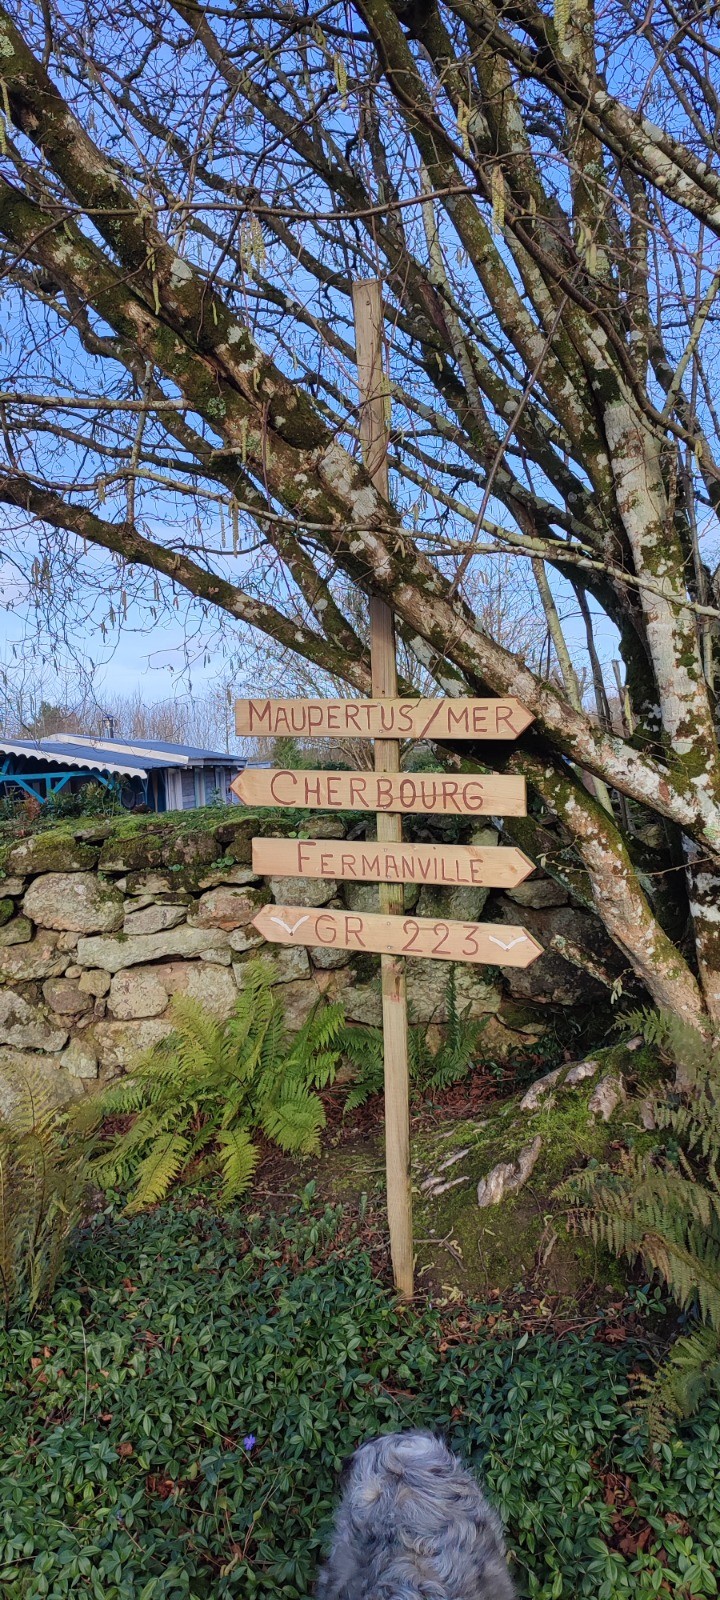 MAUPERTUS/MER
CHERBOURG
FERMANVILLE
GR 223